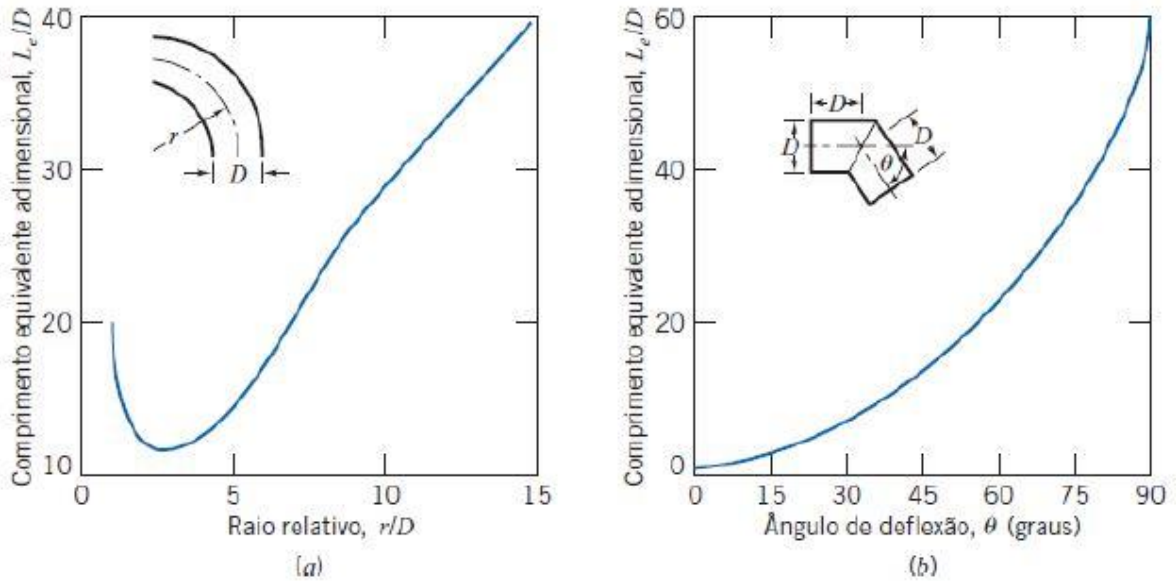 Comprimento equivalente adimensional, L_e/D
40
30
20
10
0
5
10
15
r
D
Raio relativo, r/D
(a)
Comprimento equivalente adimensional, L_e/D
60
40
20
0
0
15
30
45
60
75
90
D
D
D
θ
Ângulo de deflexão, θ (graus)
(b)